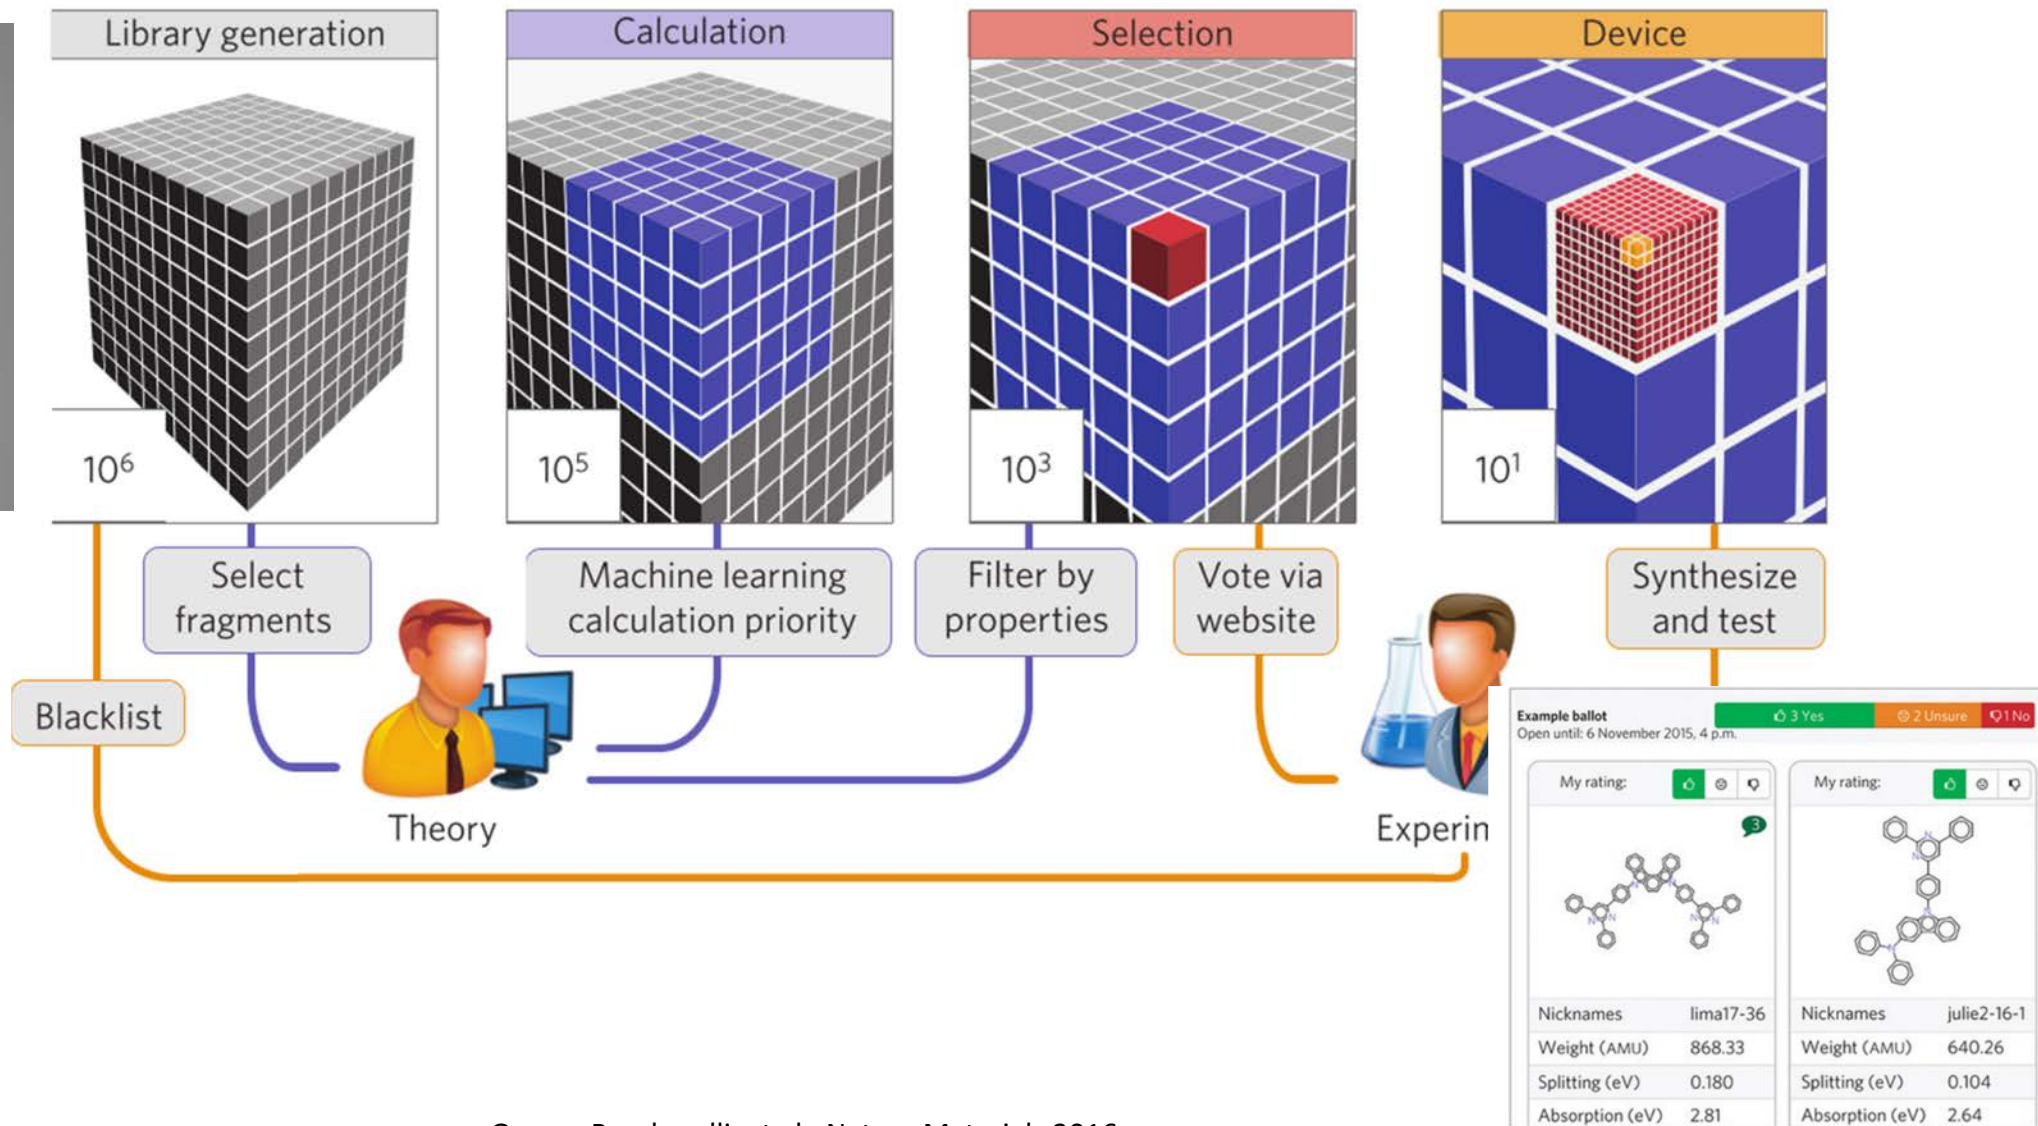 Library generation
Calculation
Selection
Device
10⁶
10⁵
10³
10¹
Select
fragments
Machine learning
calculation priority
Filter by
properties
Vote via
website
Synthesize
and test
Blacklist
Theory
Experim
Example ballot
Open until: 6 November 2015, 4 p.m.
3 Yes
2 Unsure
1 No
My rating:
3
N
N
N
N
N
N
Nicknames lima17-36
Weight (AMU) 868.33
Splitting (eV) 0.180
Absorption (eV) 2.81
My rating:
N
N
N
N
Nicknames julie2-16-1
Weight (AMU) 640.26
Splitting (eV) 0.104
Absorption (eV) 2.64